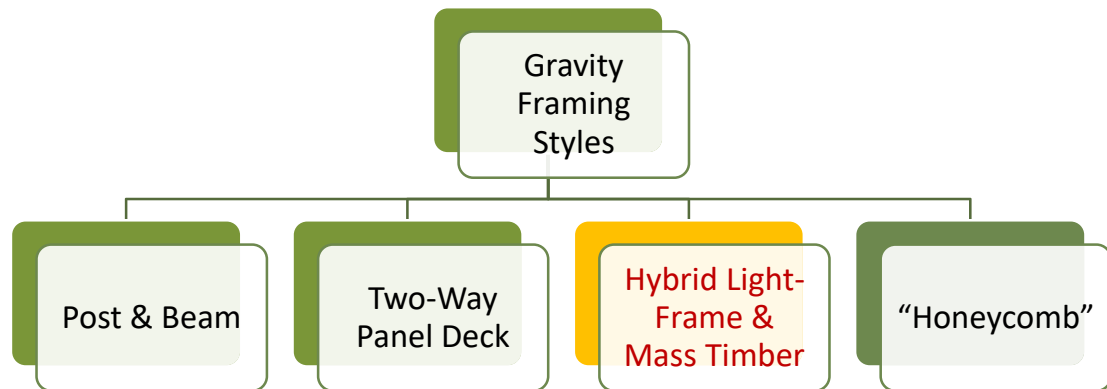 Gravity
Framing
Styles
Post & Beam
Two-Way
Panel Deck
Hybrid Light-
Frame &
Mass Timber
“Honeycomb”